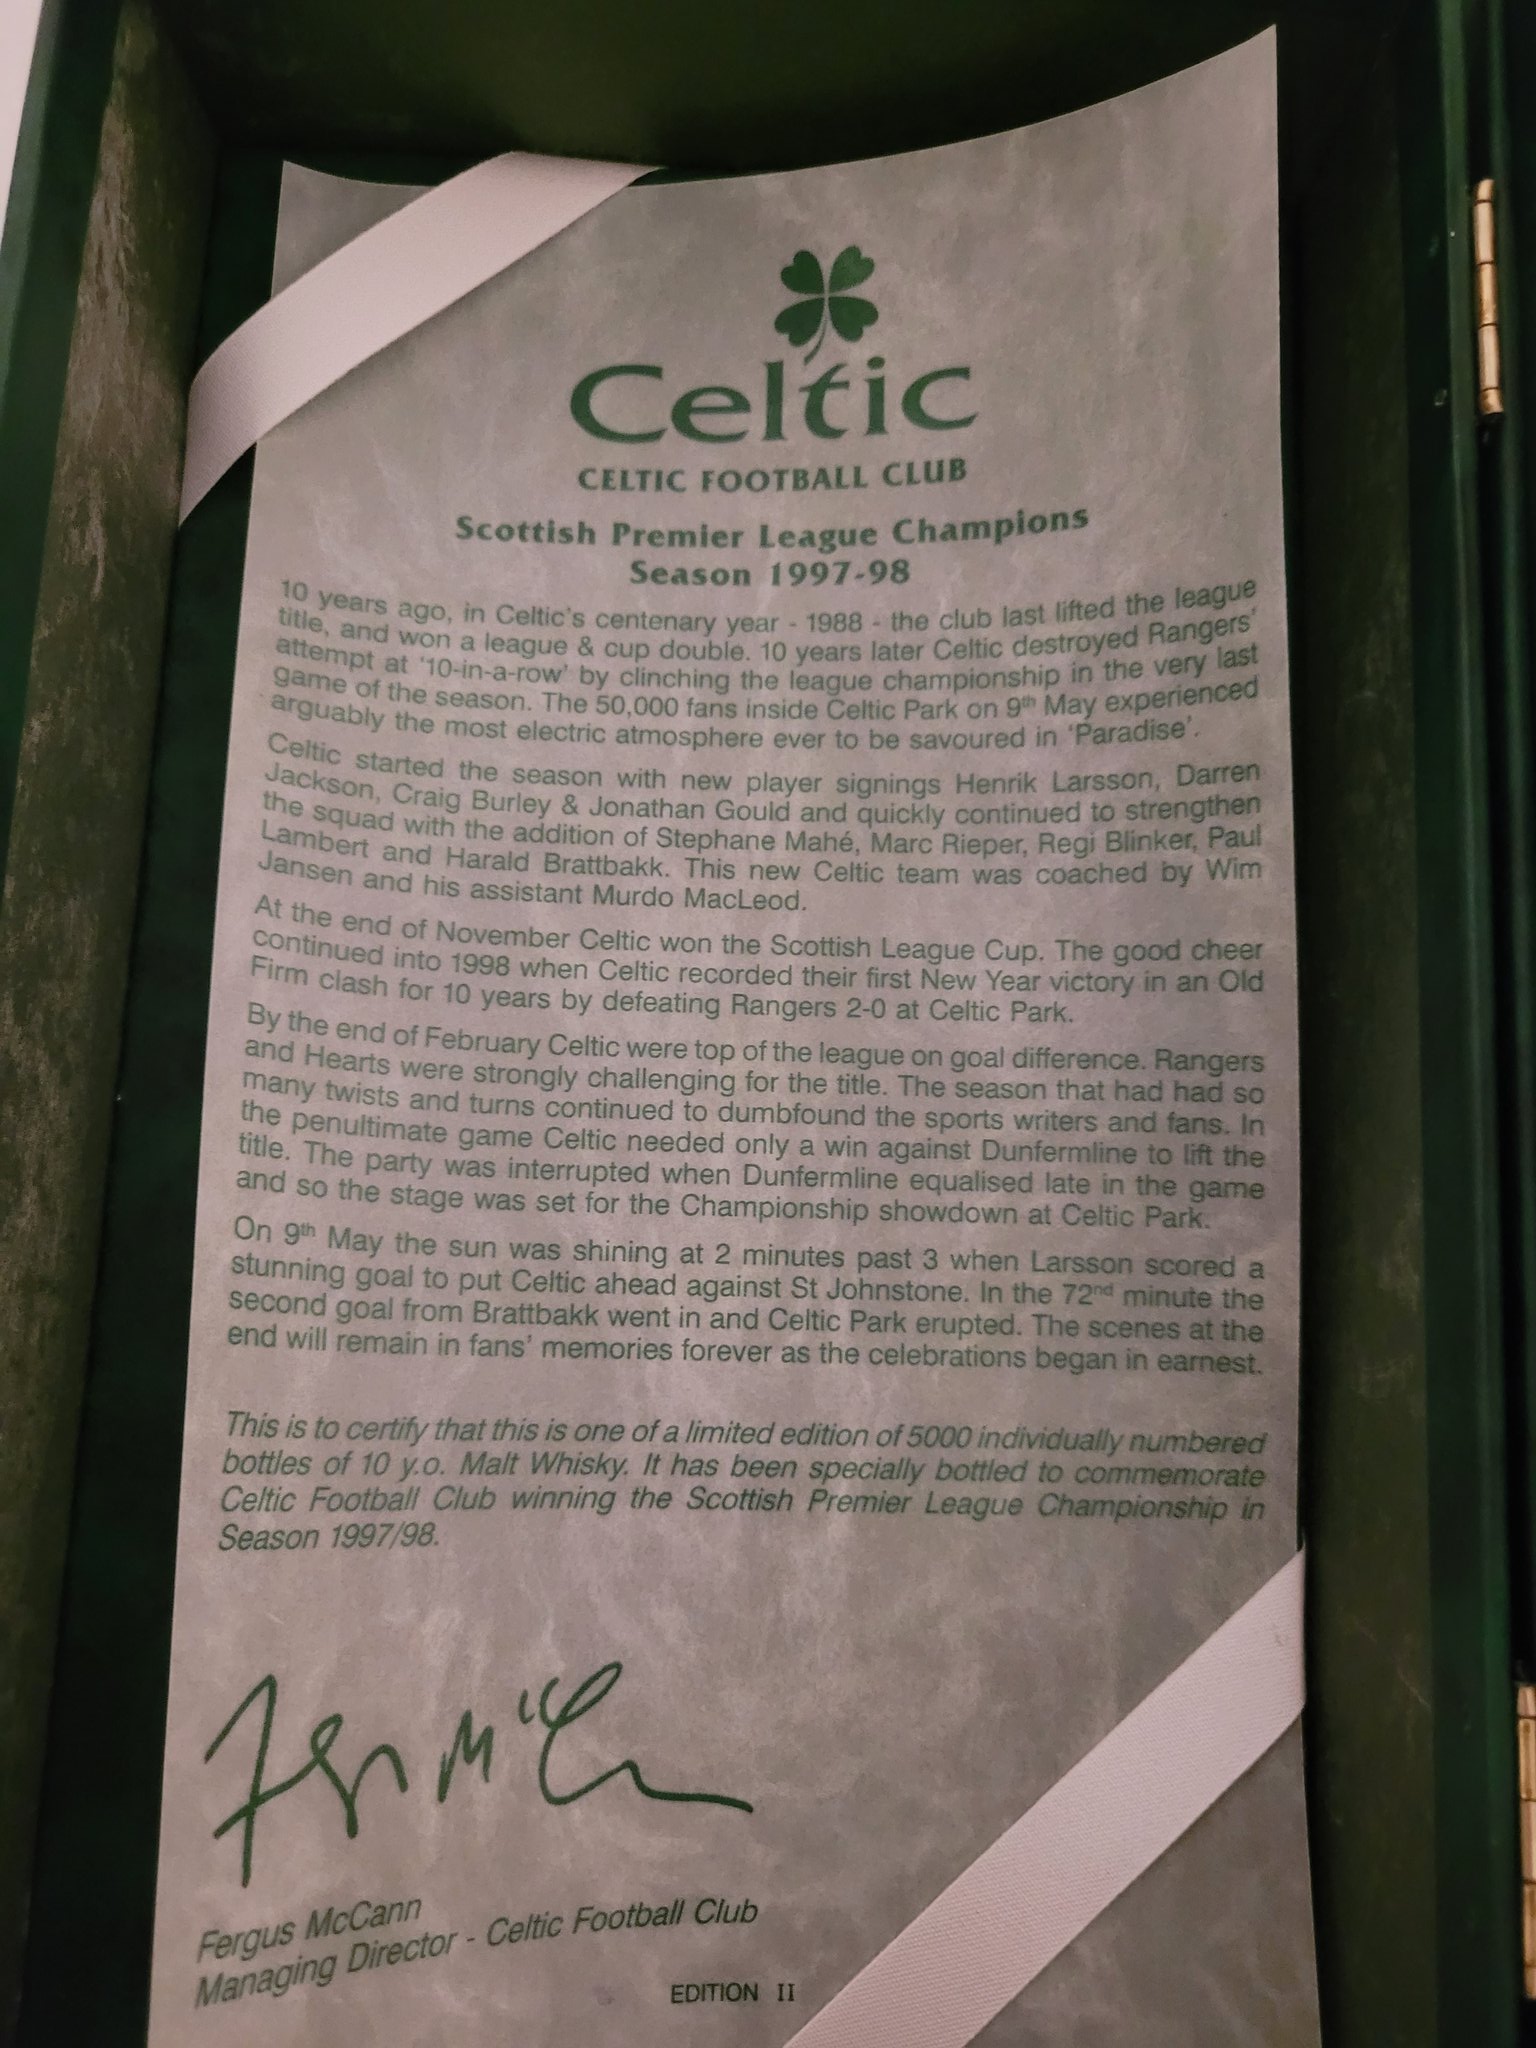 Celtic
CELTIC FOOTBALL CLUB
Scottish Premier League Champions
Season 1997-98
10 years ago, in Celtic's centenary year - 1988 - the club last lifted the league
title, and won a league & cup double. 10 years later Celtic destroyed Rangers'
attempt at '10-in-a-row' by clinching the league championship in the very last
game of the season. The 50,000 fans inside Celtic Park on 9th May experienced
arguably the most electric atmosphere ever to be savoured in 'Paradise'.
Celtic started the season with new player signings Henrik Larsson, Darren
Jackson, Craig Burley & Jonathan Gould and quickly continued to strengthen
the squad with the addition of Stephane Mahé, Marc Rieper, Regi Blinker, Paul
Lambert and Harald Brattbakk. This new Celtic team was coached by Wim
Jansen and his assistant Murdo MacLeod.
At the end of November Celtic won the Scottish League Cup. The good cheer
continued into 1998 when Celtic recorded their first New Year victory in an Old
Firm clash for 10 years by defeating Rangers 2-0 at Celtic Park.
By the end of February Celtic were top of the league on goal difference. Rangers
and Hearts were strongly challenging for the title. The season that had had so
many twists and turns continued to dumbfound the sports writers and fans. In
the penultimate game Celtic needed only a win against Dunfermline to lift the
title. The party was interrupted when Dunfermline equalised late in the game
and so the stage was set for the Championship showdown at Celtic Park.
On 9th May the sun was shining at 2 minutes past 3 when Larsson scored a
stunning goal to put Celtic ahead against St Johnstone. In the 72nd minute the
second goal from Brattbakk went in and Celtic Park erupted. The scenes at the
end will remain in fans' memories forever as the celebrations began in earnest.
This is to certify that this is one of a limited edition of 5000 individually numbered
bottles of 10 y.o. Malt Whisky. It has been specially bottled to commemorate
Celtic Football Club winning the Scottish Premier League Championship in
Season 1997/98.
Fergus McCann
Fergus McCann
Managing Director - Celtic Football Club
EDITION II